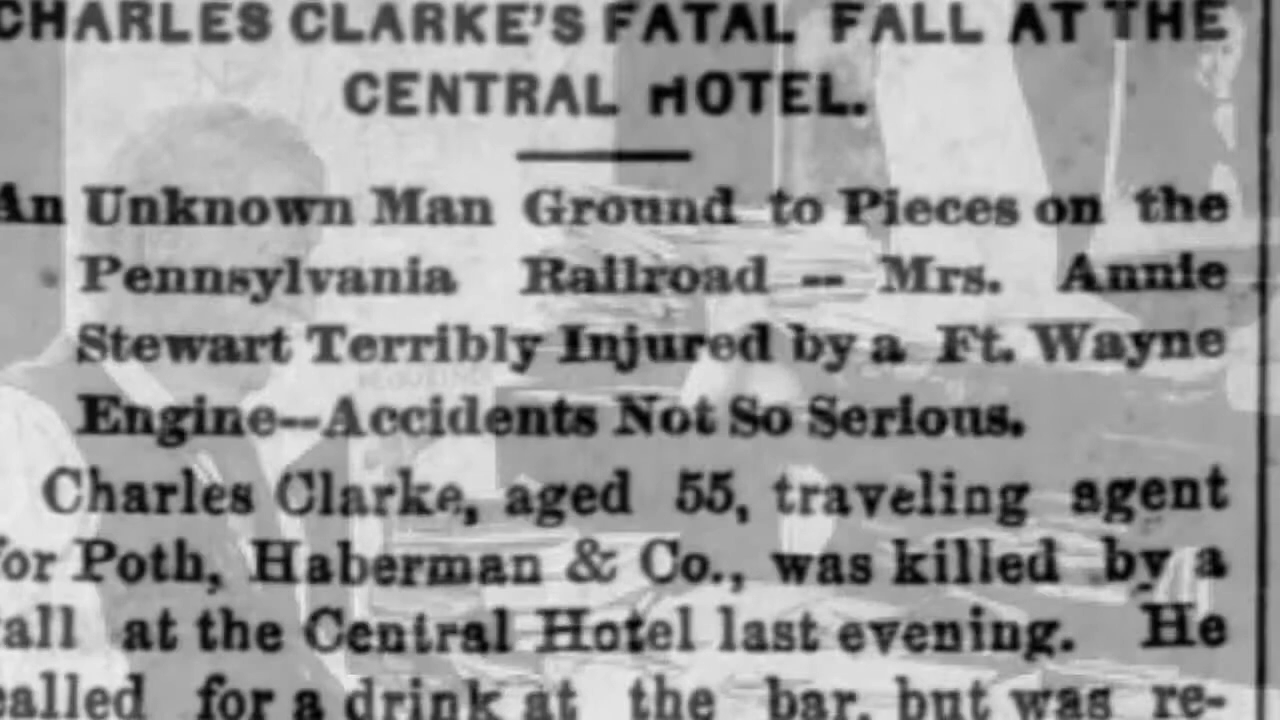 CHARLES CLARKE'S FATAL FALL AT THE
CENTRAL HOTEL.
An Unknown Man Ground to Pieces on the
Pennsylvania Railroad -- Mrs. Annie
Stewart Terribly Injured by a Ft. Wayne
Engine--Accidents Not So Serious.
Charles Clarke, aged 55, traveling agent
for Poth, Haberman & Co., was killed by a
fall at the Central Hotel last evening. He
called for a drink at the bar, but was re-